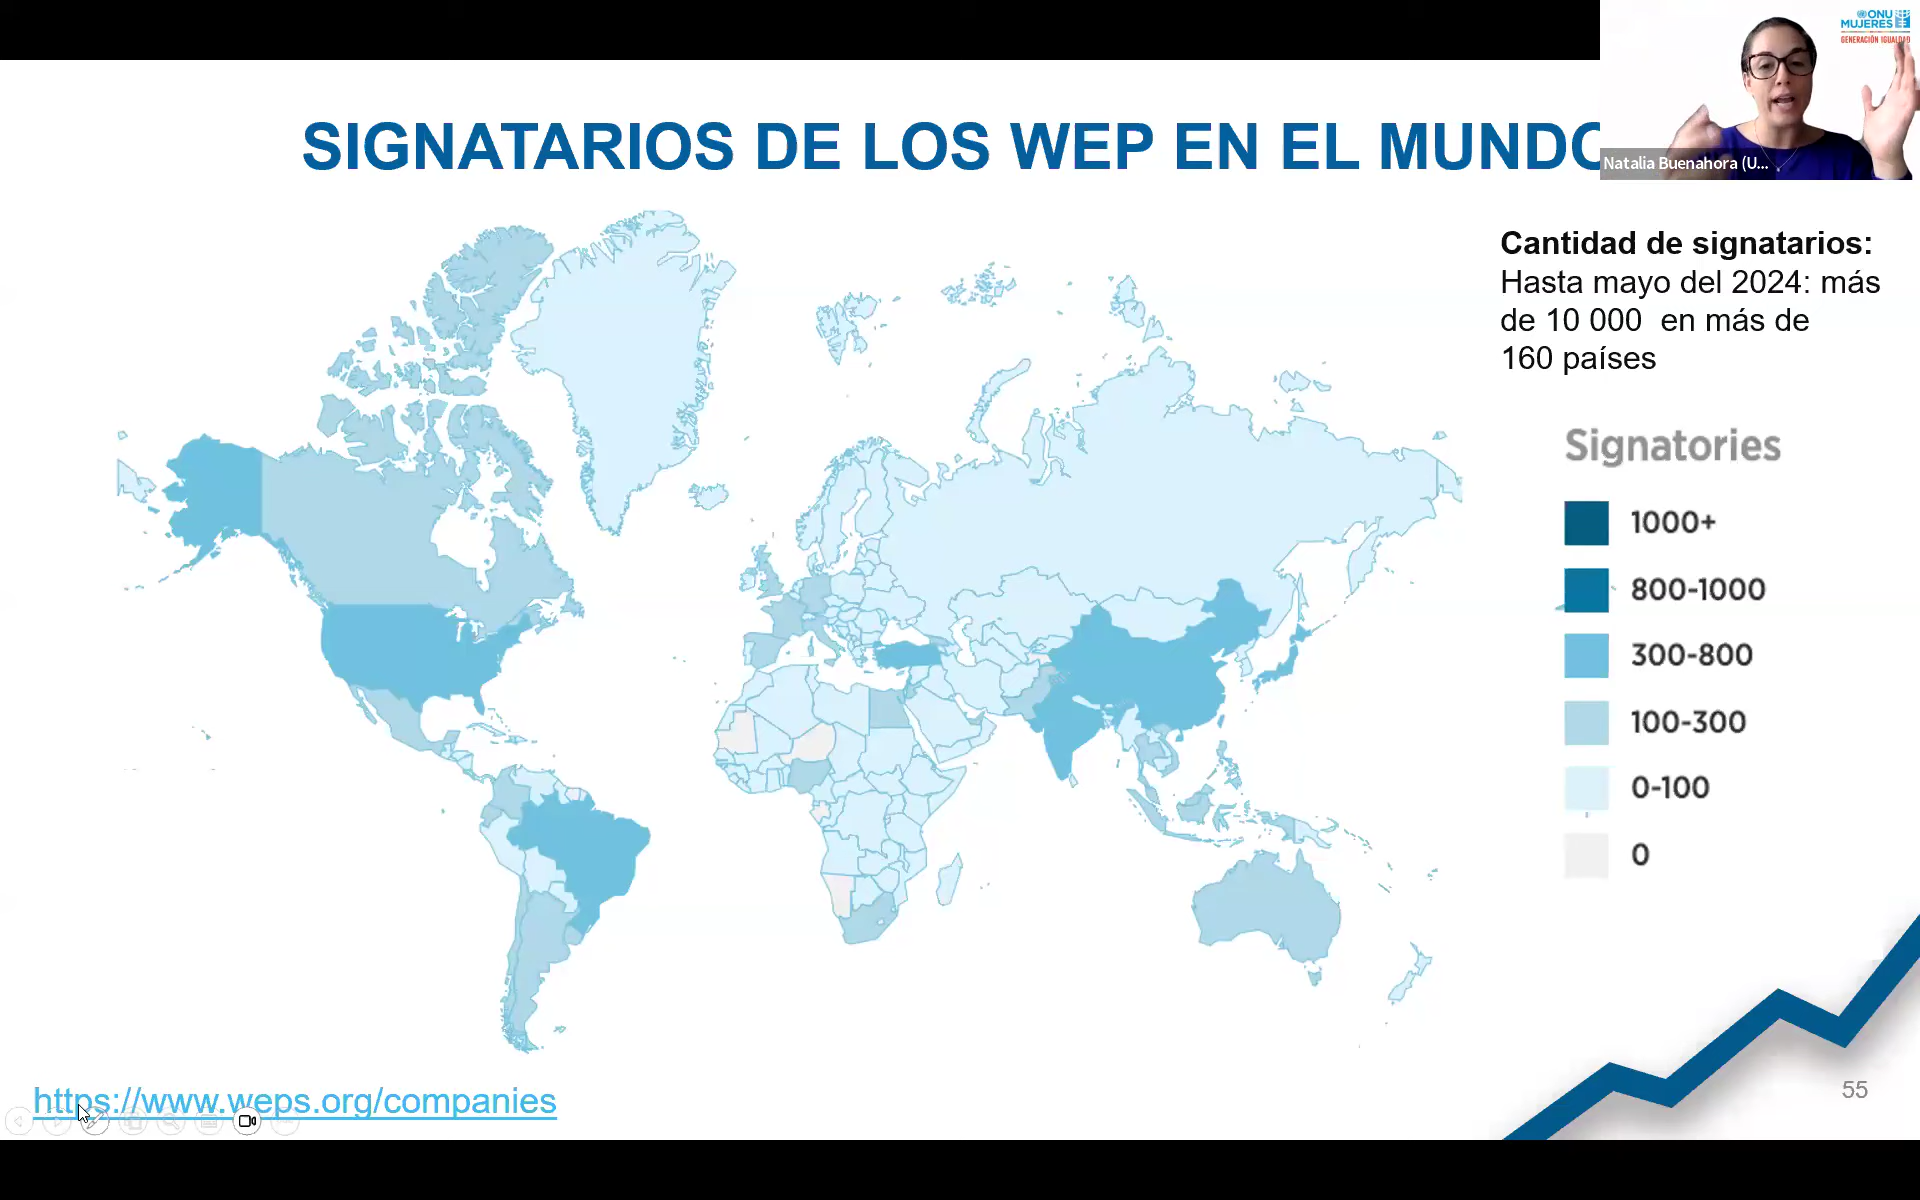 ONU
MUJERES
GENERACIÓN IGUALDAD
Natalia Buenahora (U...
SIGNATARIOS DE LOS WEP EN EL MUNDO
Cantidad de signatarios:
Hasta mayo del 2024: más
de 10 000 en más de
160 países
Signatories
1000+
800-1000
300-800
100-300
0-100
0
https://www.weps.org/companies
55